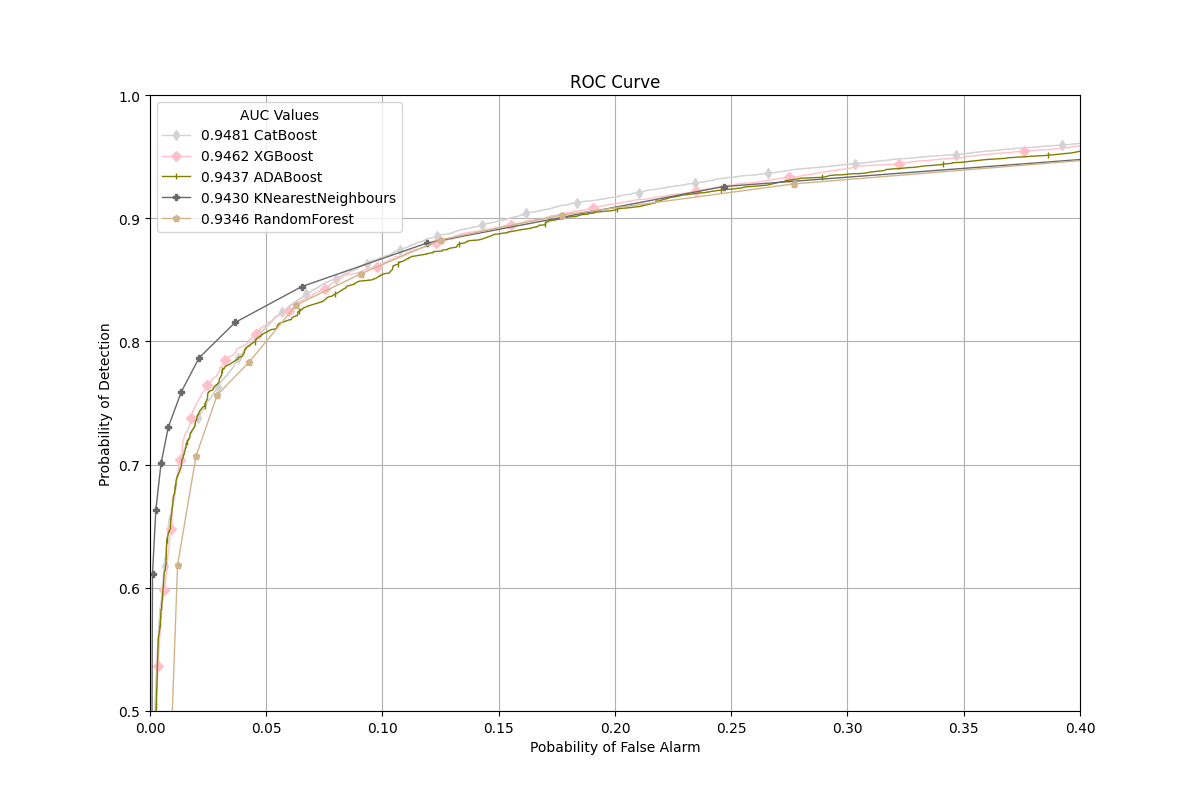 ROC Curve
AUC Values
0.9481 CatBoost
0.9462 XGBoost
0.9437 ADABoost
0.9430 KNearestNeighbours
0.9346 RandomForest
1.0
0.9
0.8
0.7
0.6
0.5
Probability of Detection
0.00 0.05 0.10 0.15 0.20 0.25 0.30 0.35 0.40
Pobability of False Alarm